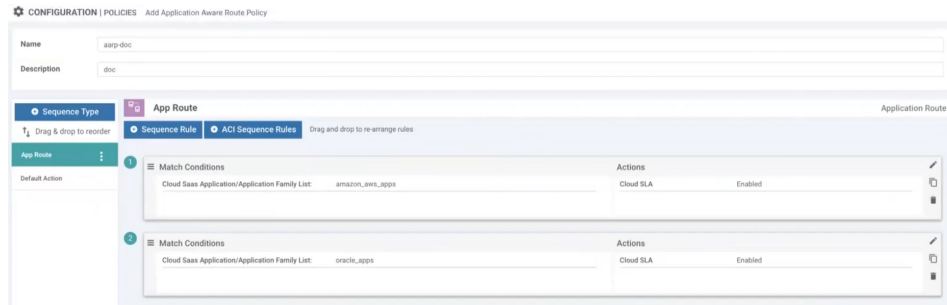 CONFIGURATION | POLICIES Add Application Aware Route Policy
Name aarp-doc
Description doc
Sequence Type
Drag & drop to reorder
App Route
Default Action
App Route Application Route
Sequence Rule ACI Sequence Rules Drag and drop to re-arrange rules
1 Match Conditions Actions
Cloud Saas Application/Application Family List: amazon_aws_apps Cloud SLA Enabled
2 Match Conditions Actions
Cloud Saas Application/Application Family List: oracle_apps Cloud SLA Enabled